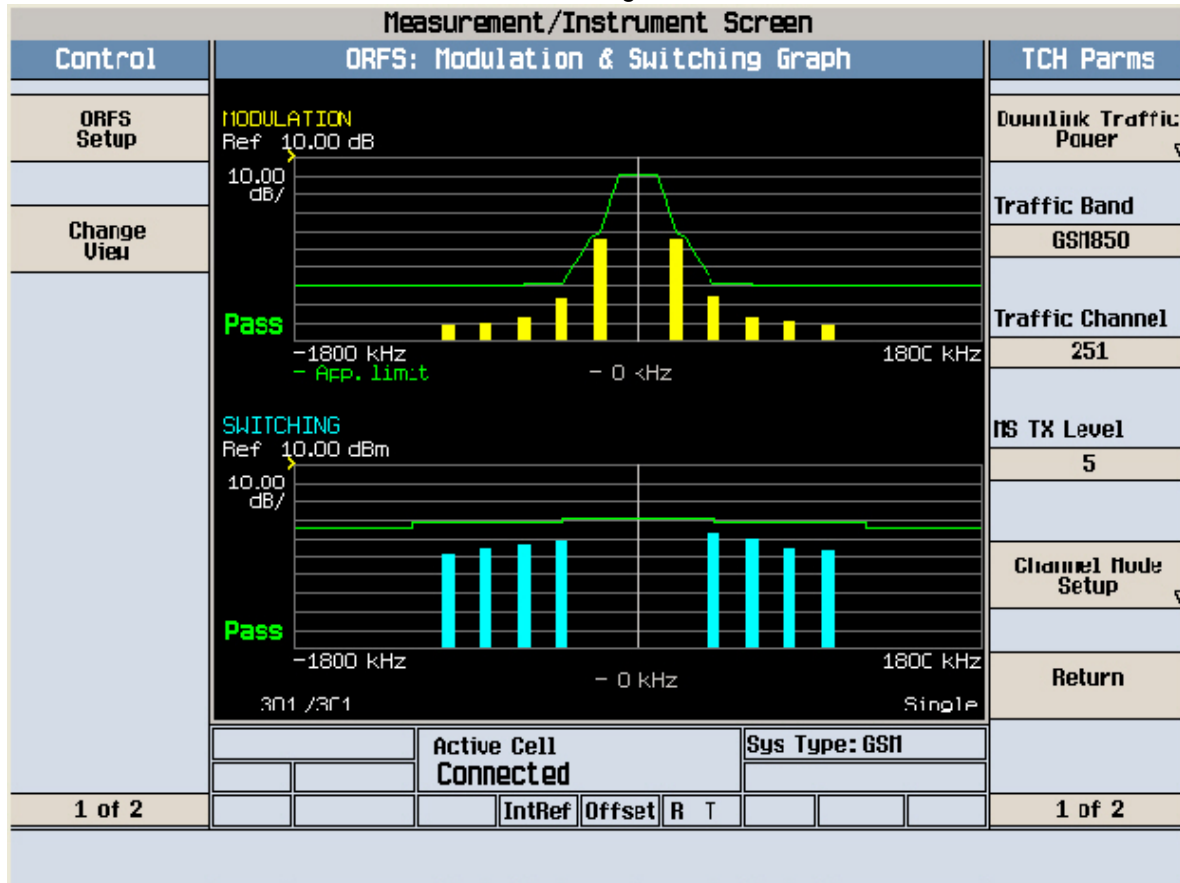 Measurement/Instrument Screen
Control
ORFS: Modulation & Switching Graph
TCH Parms
ORFS
Setup
Change
View
1 of 2
MODULATION
Ref 10.00 dB
10.00
dB/
Pass
-1800 kHz
1800 kHz
- App. limit
- 0 kHz
SWITCHING
Ref 10.00 dBm
10.00
dB/
Pass
-1800 kHz
1800 kHz
- 0 kHz
301 /301
Single
Active Cell
Connected
Sys Type: GSM
IntRef
Offset
R T
Downlink Traffic
Power
Traffic Band
GSM850
Traffic Channel
251
MS TX Level
5
Channel Mode
Setup
Return
1 of 2